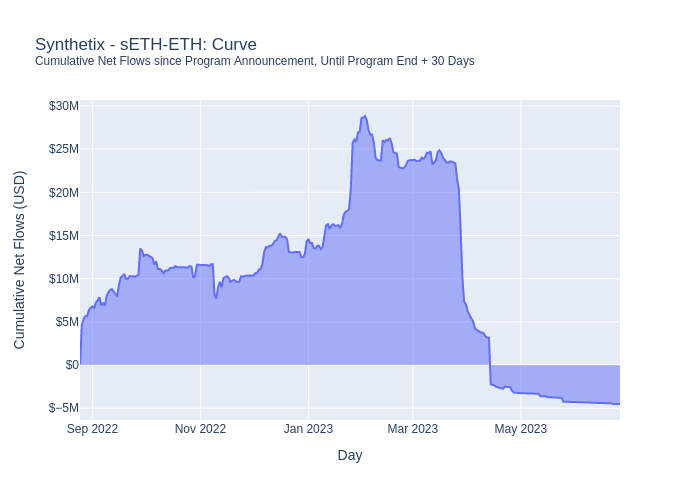 Synthetix - sETH-ETH: Curve
Cumulative Net Flows since Program Announcement, Until Program End + 30 Days
$30M
$25M
$20M
$15M
$10M
$5M
$0
$−5M
Cumulative Net Flows (USD)
Sep 2022 Nov 2022 Jan 2023 Mar 2023 May 2023
Day